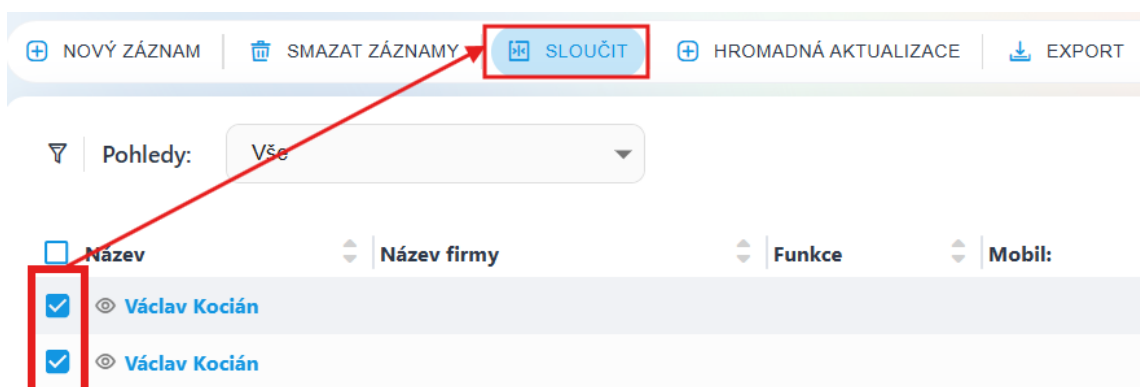 NOVÝ ZÁZNAM SMAZAT ZÁZNAMY SLOUČIT HROMADNÁ AKTUALIZACE EXPORT
Pohledy: Vše
Název Název firmy Funkce Mobil:
Václav Kocián
Václav Kocián